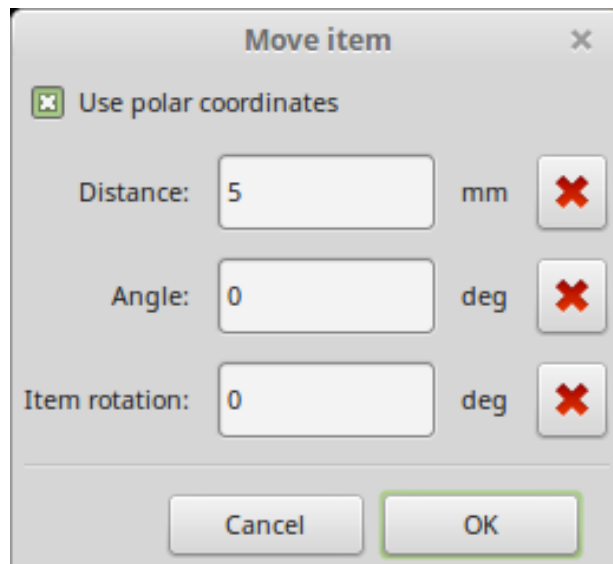 Move item
Use polar coordinates
Distance: 5 mm
Angle: 0 deg
Item rotation: 0 deg
Cancel OK